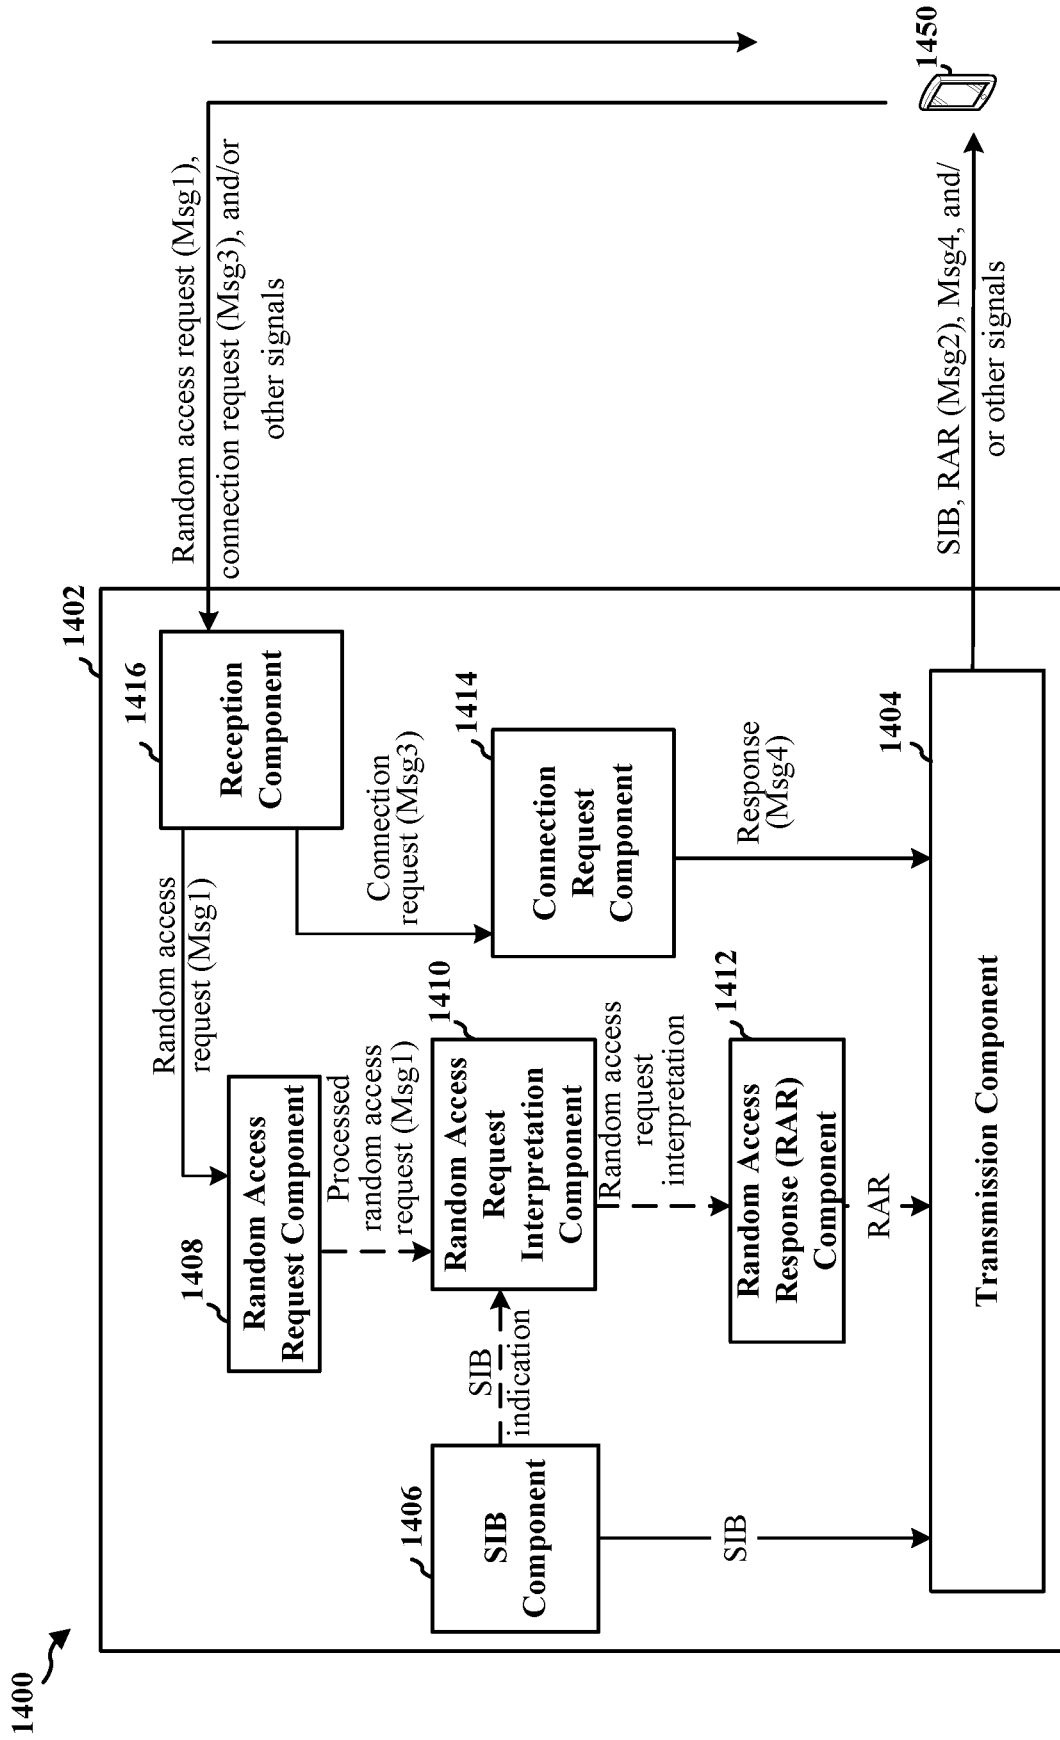 1400
1402
1416
Reception
Component
Random access request (Msg1),
connection request (Msg3), and/or
other signals
Random access
request (Msg1)
Connection
request (Msg3)
1408
Random Access
Request Component
Processed
random access
request (Msg1)
1414
Connection
Request
Component
1406
SIB
Component
SIB
indication
1410
Random Access
Request
Interpretation
Component
Random access
request
interpretation
Response
(Msg4)
1412
Random Access
Response (RAR)
Component
SIB
RAR
1404
Transmission Component
SIB, RAR (Msg2), Msg4, and/
or other signals
1450